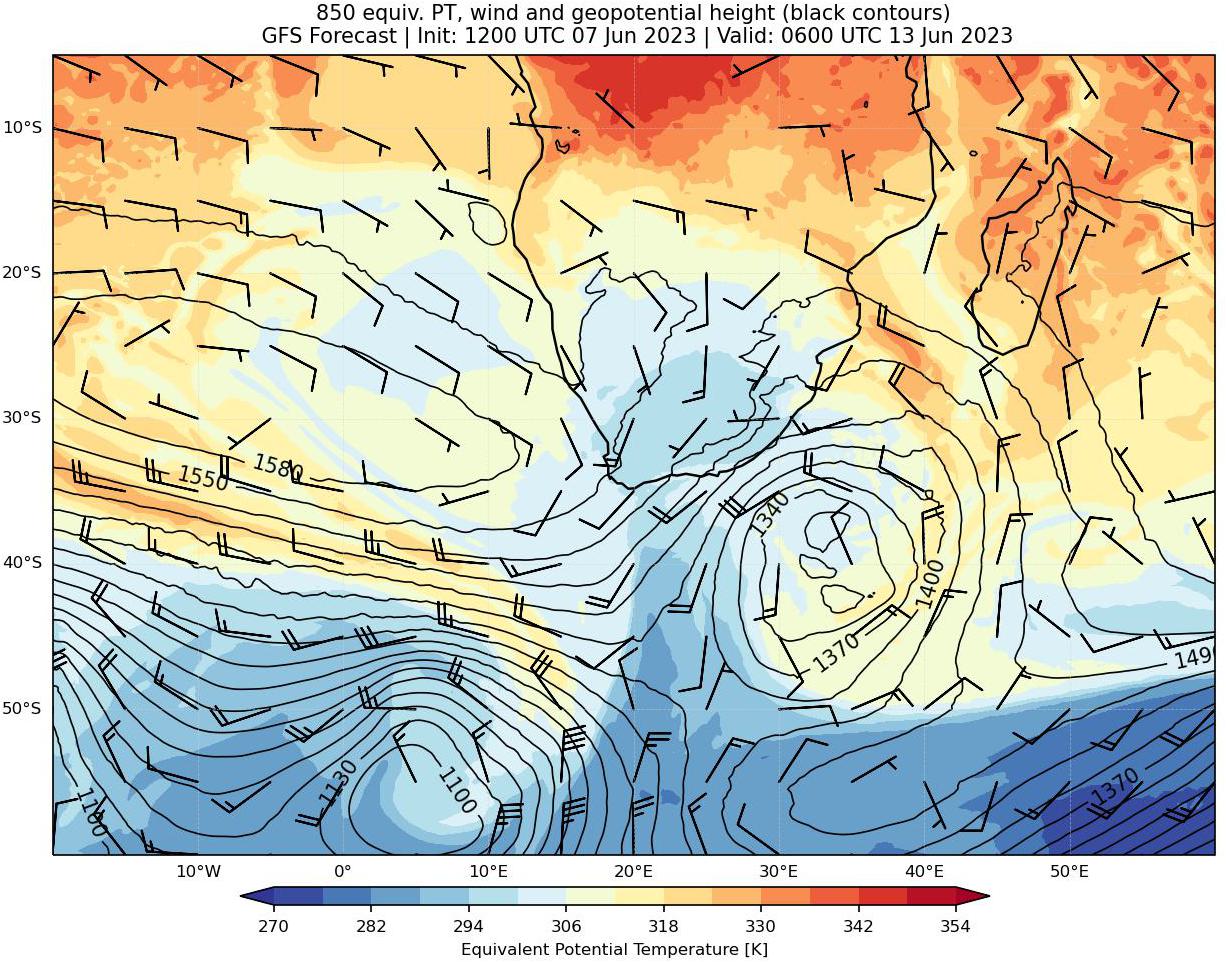 850 equiv. PT, wind and geopotential height (black contours)
GFS Forecast | Init: 1200 UTC 07 Jun 2023 | Valid: 0600 UTC 13 Jun 2023
10°S
20°S
30°S
1580
1550
1340
40°S
1400
1370
1490
50°S
1130
1100
1100
1370
10°W 0° 10°E 20°E 30°E 40°E 50°E
270 282 294 306 318 330 342 354
Equivalent Potential Temperature [K]